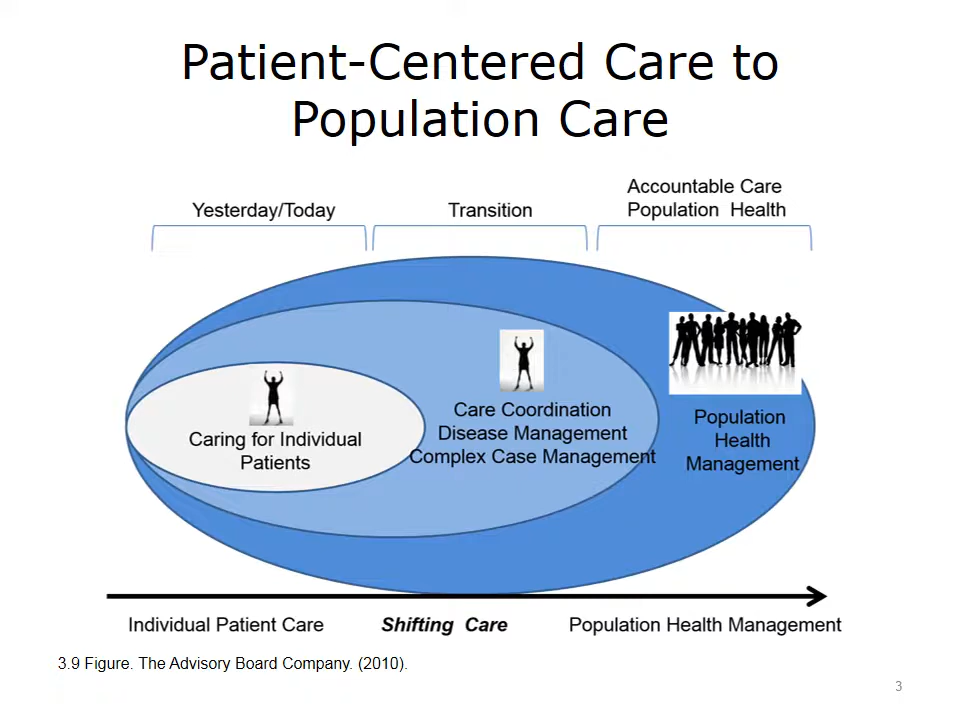 Patient-Centered Care to
Population Care
Yesterday/Today
Transition
Accountable Care
Population Health
Caring for Individual
Patients
Care Coordination
Disease Management
Complex Case Management
Population
Health
Management
Individual Patient Care
Shifting Care
Population Health Management
3.9 Figure. The Advisory Board Company. (2010).
3